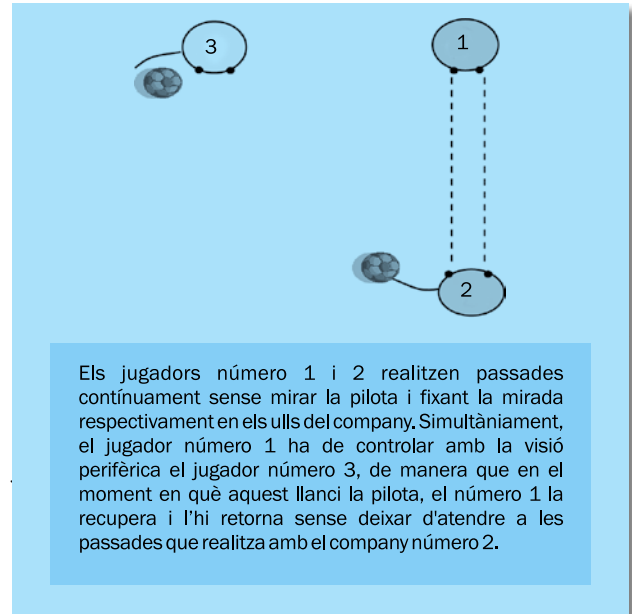 3
1
2
Els jugadors número 1 i 2 realitzen passades
contínuament sense mirar la pilota i fixant la mirada
respectivament en els ulls del company. Simultàniament,
el jugador número 1 ha de controlar amb la visió
perifèrica el jugador número 3, de manera que en el
moment en què aquest llanci la pilota, el número 1 la
recupera i l'hi retorna sense deixar d'atendre a les
passades que realitza amb el company número 2.